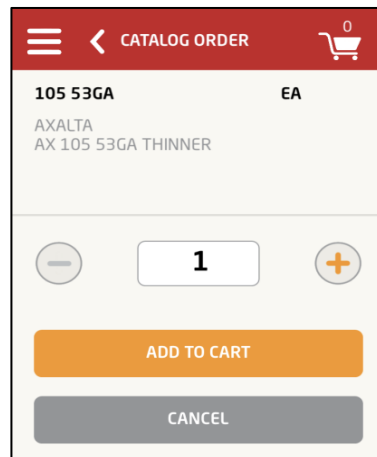 CATALOG ORDER
0
105 53GA EA
AXALTA
AX 105 53GA THINNER
1
ADD TO CART
CANCEL